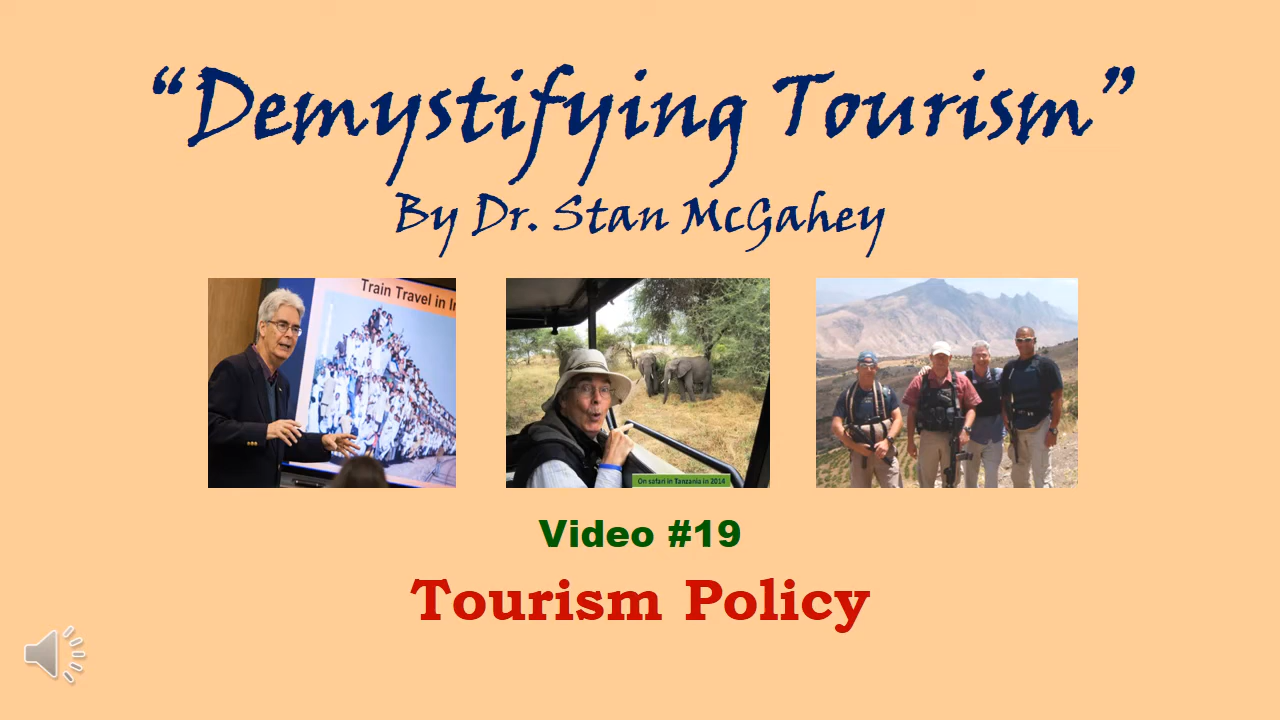 “Demystifying Tourism”
By Dr. Stan McGahey
Train Travel in
On safari in Tanzania in 2014
Video #19
Tourism Policy